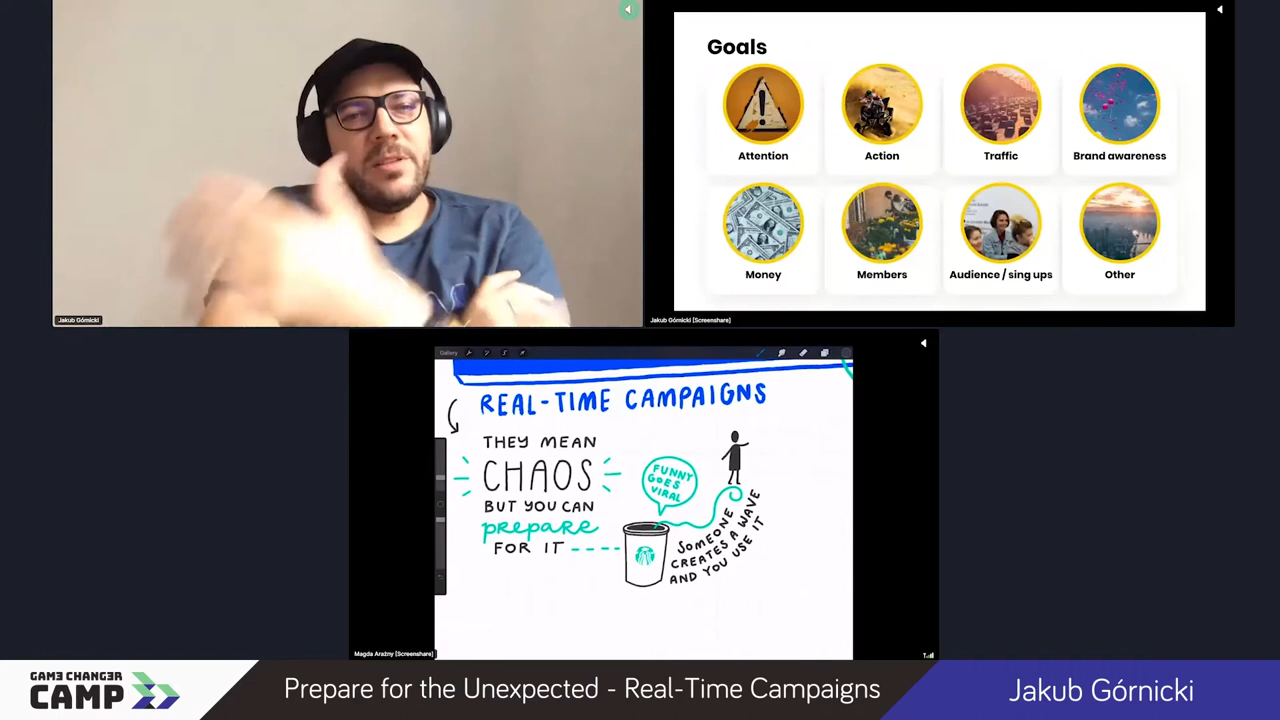 Jakub Górnicki
Goals
Attention
Action
Traffic
Brand awareness
Money
Members
Audience / sing ups
Other
Jakub Górnicki [Screenshare]
Gallery
REAL-TIME CAMPAIGNS
THEY MEAN
CHAOS
BUT YOU CAN
prepare
FOR IT
FUNNY
GOES
VIRAL
SOMEONE
CREATES A WAVE
AND YOU USE IT
Magda Arażny [Screenshare]
GAM3 CHANG3R
CAMP
Prepare for the Unexpected - Real-Time Campaigns
Jakub Górnicki